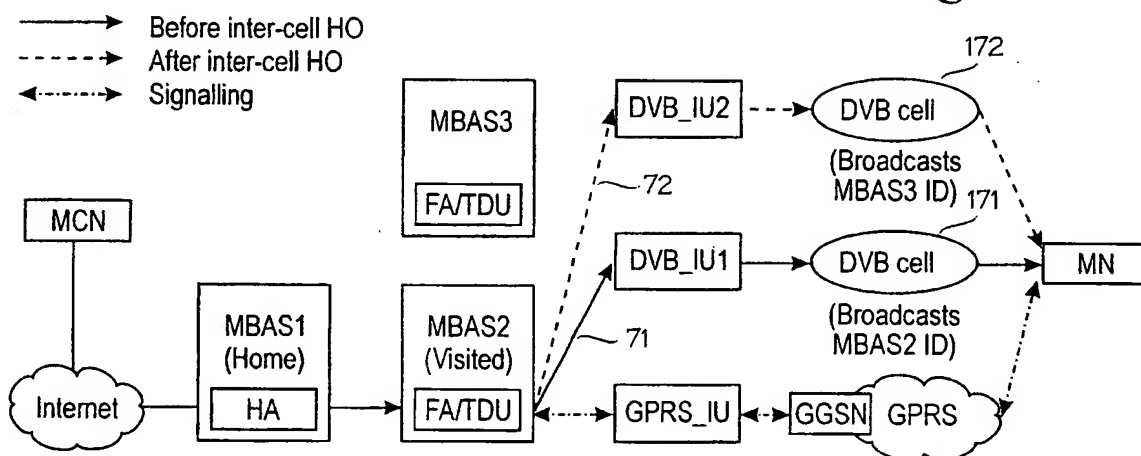 Before inter-cell HO
After inter-cell HO
Signalling
172
MBAS3
DVB_IU2
DVB cell
(Broadcasts
MBAS3 ID)
72
171
FA/TDU
MCN
DVB_IU1
DVB cell
MN
MBAS1
(Home)
MBAS2
(Visited)
71
(Broadcasts
MBAS2 ID)
Internet
HA
FA/TDU
GPRS_IU
GGSN
GPRS